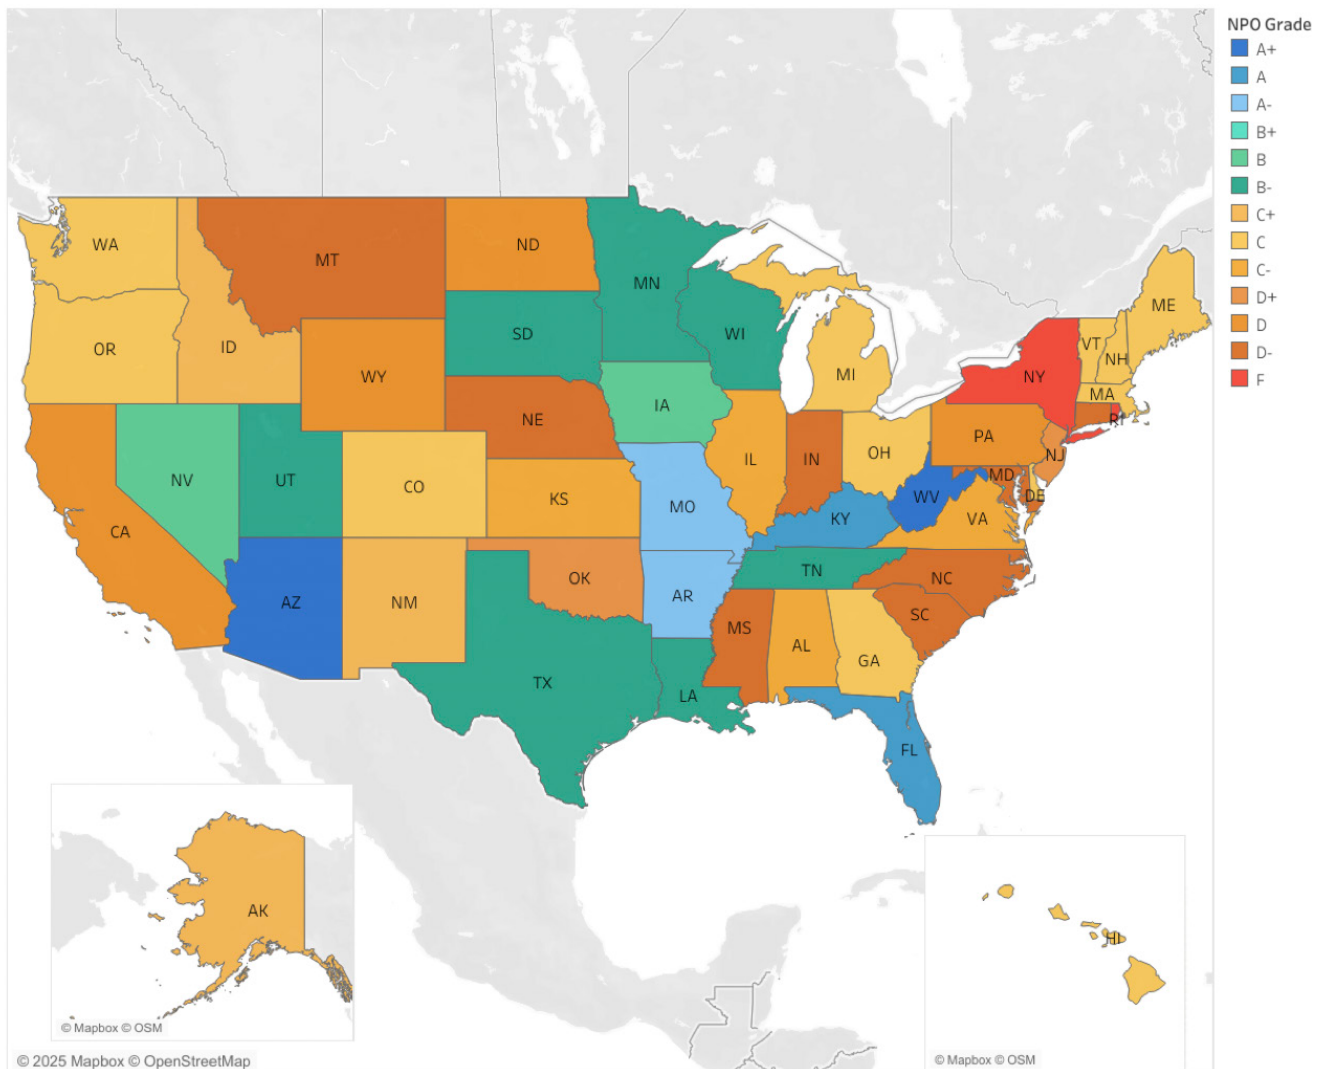 NPO Grade
A+
A
A-
B+
B
B-
C+
C
C-
D+
D
D-
F
WA
MT
ND
MN
ME
OR
ID
SD
WI
VT
NH
WY
MI
NY
MA
NE
IA
RI
PA
NV
UT
CO
KS
IL
IN
OH
NJ
MD
DE
CA
MO
KY
WV
VA
AZ
NM
OK
AR
TN
NC
MS
AL
GA
SC
TX
LA
FL
AK
HI
© Mapbox © OSM
© 2025 Mapbox © OpenStreetMap
© Mapbox © OSM